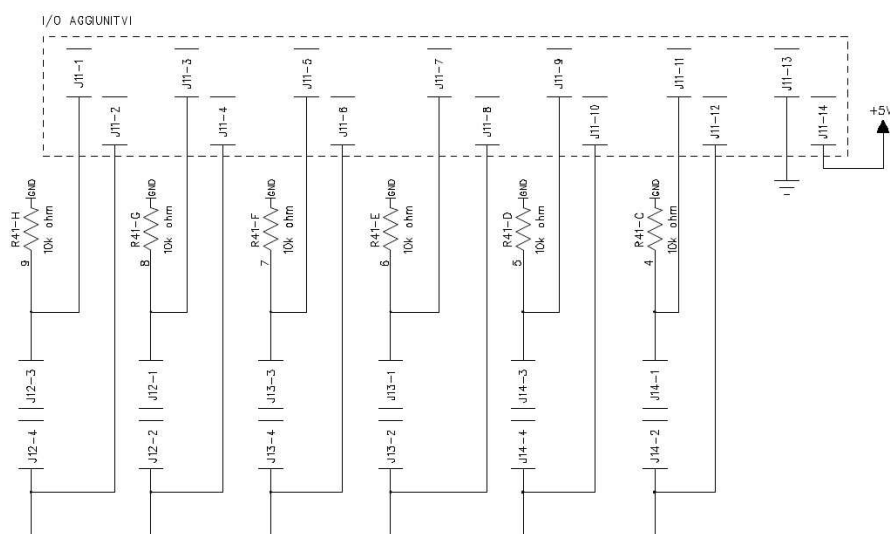 I/O AGGIUNITVI
J11-1
J11-2
J11-3
J11-4
J11-5
J11-6
J11-7
J11-8
J11-9
J11-10
J11-11
J11-12
J11-13
J11-14
+5V
GND
R41-H
10k ohm
9
GND
R41-G
10k ohm
8
GND
R41-F
10k ohm
7
GND
R41-E
10k ohm
6
GND
R41-D
10k ohm
5
GND
R41-C
10k ohm
4
J12-3
J12-1
J13-3
J13-1
J14-3
J14-1
J12-4
J12-2
J13-4
J13-2
J14-4
J14-2